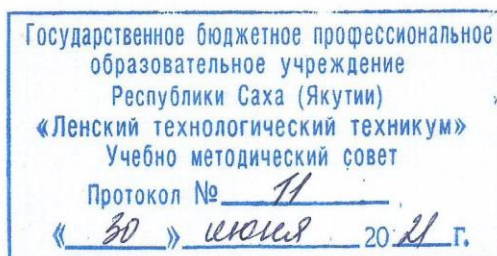 Государственное бюджетное профессиональное
образовательное учреждение
Республики Саха (Якутии)
«Ленский технологический техникум»
Учебно методический совет
Протокол № 11
« 30 » июня 20 21 г.